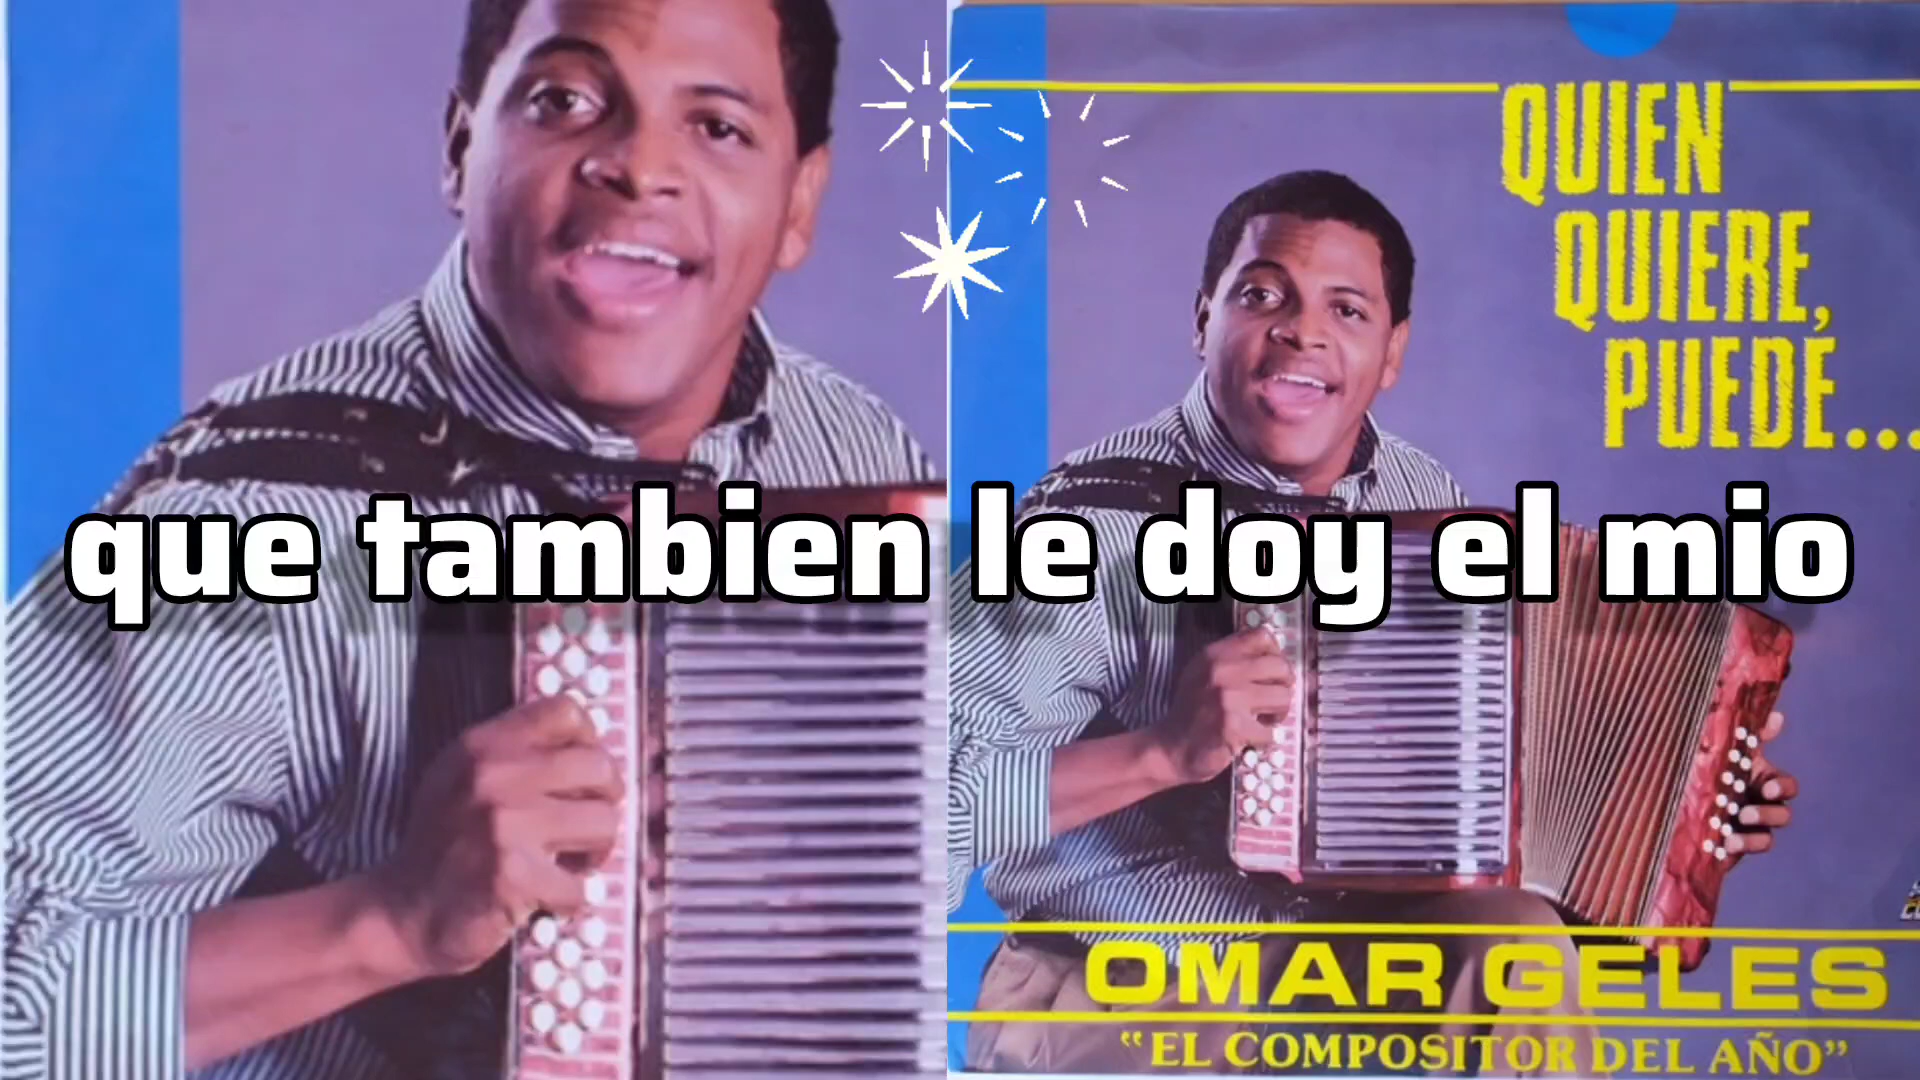 QUIEN
QUIERE,
PUEDE...
que tambien le doy el mio
OMAR GELES
"EL COMPOSITOR DEL AÑO"